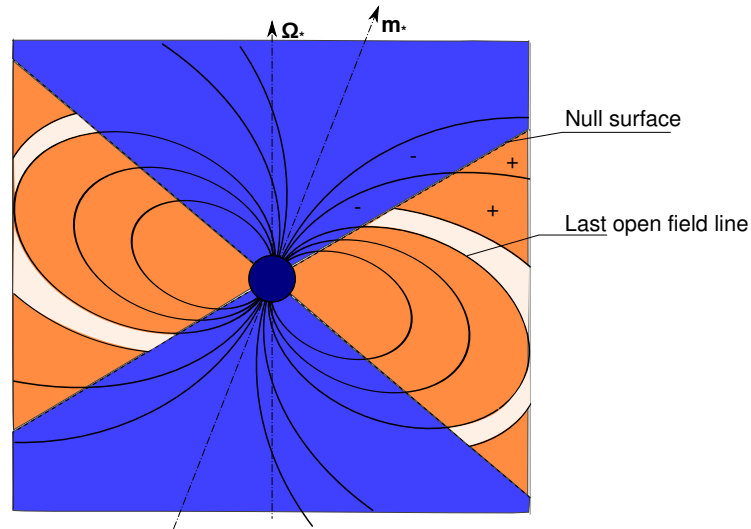 Ω* m*
Null surface
- +
- +
Last open field line